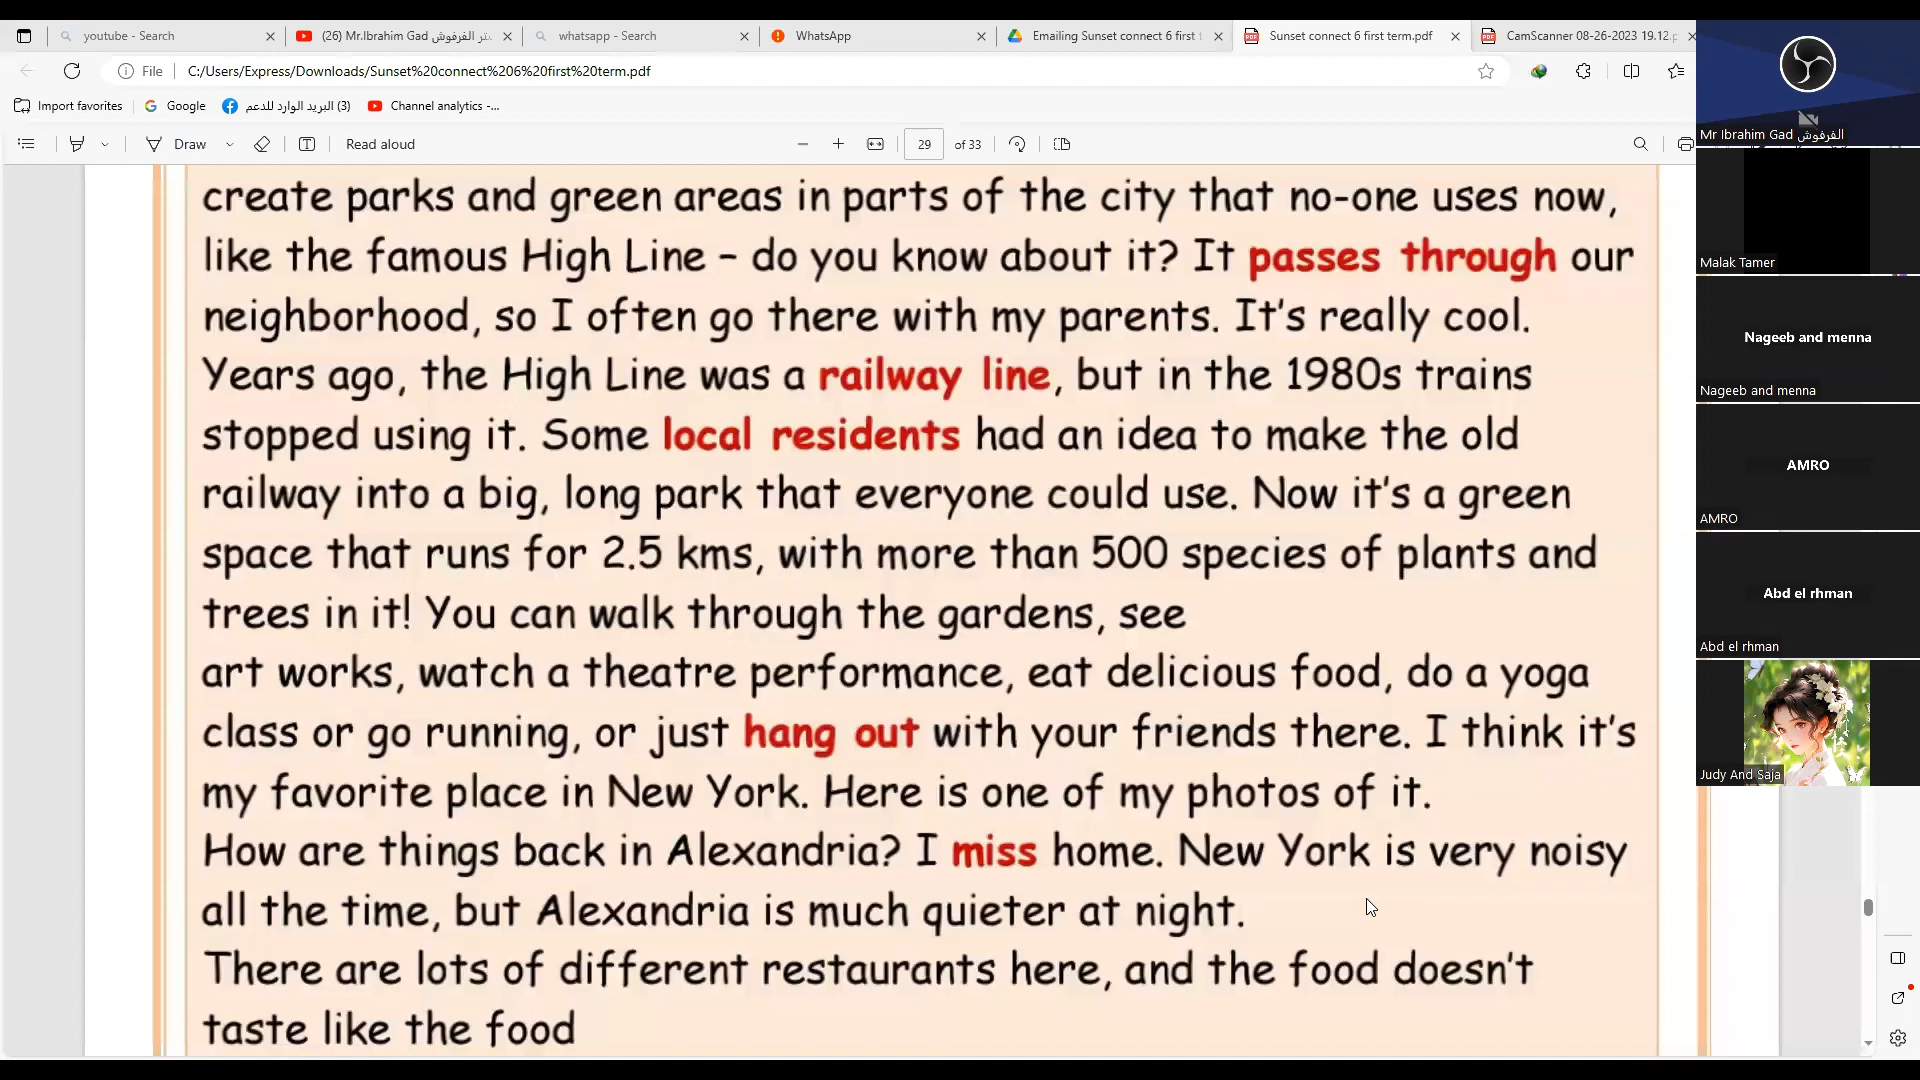 youtube - Search
(26) Mr.Ibrahim Gad
whatsapp - Search
WhatsApp
Emailing Sunset connect 6 first
Sunset connect 6 first term.pdf
CamScanner 08-26-2023 19.12
File C:/Users/Express/Downloads/Sunset%20connect%206%20first%20term.pdf
Import favorites Google البريد الوارد للدعم (3) Channel analytics -...
Draw Read aloud 29 of 33
create parks and green areas in parts of the city that no-one uses now,
like the famous High Line – do you know about it? It passes through our
neighborhood, so I often go there with my parents. It's really cool.
Years ago, the High Line was a railway line, but in the 1980s trains
stopped using it. Some local residents had an idea to make the old
railway into a big, long park that everyone could use. Now it's a green
space that runs for 2.5 kms, with more than 500 species of plants and
trees in it! You can walk through the gardens, see
art works, watch a theatre performance, eat delicious food, do a yoga
class or go running, or just hang out with your friends there. I think it's
my favorite place in New York. Here is one of my photos of it.
How are things back in Alexandria? I miss home. New York is very noisy
all the time, but Alexandria is much quieter at night.
There are lots of different restaurants here, and the food doesn't
taste like the food
Mr Ibrahim Gad الفرفوش
Malak Tamer
Nageeb and menna
Nageeb and menna
AMRO
AMRO
Abd el rhman
Abd el rhman
Judy And Saja